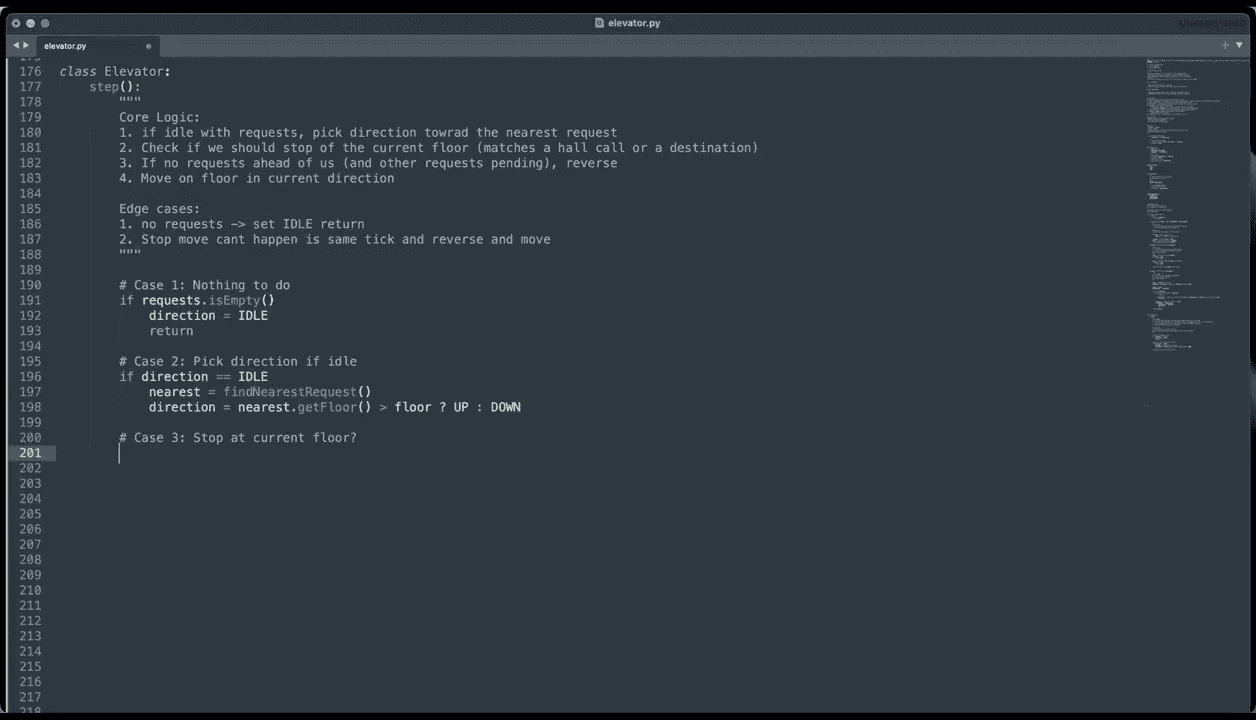 elevator.py
elevator.py
176 class Elevator:
177 step():
178 """
179 Core Logic:
180 1. if idle with requests, pick direction towrad the nearest request
181 2. Check if we should stop of the current floor (matches a hall call or a destination)
182 3. If no requests ahead of us (and other requests pending), reverse
183 4. Move on floor in current direction
184
185 Edge cases:
186 1. no requests -> set IDLE return
187 2. Stop move cant happen is same tick and reverse and move
188 """
189
190 # Case 1: Nothing to do
191 if requests.isEmpty()
192 direction = IDLE
193 return
194
195 # Case 2: Pick direction if idle
196 if direction == IDLE
197 nearest = findNearestRequest()
198 direction = nearest.getFloor() > floor ? UP : DOWN
199
200 # Case 3: Stop at current floor?
201
202
203
204
205
206
207
208
209
210
211
212
213
214
215
216
217
218